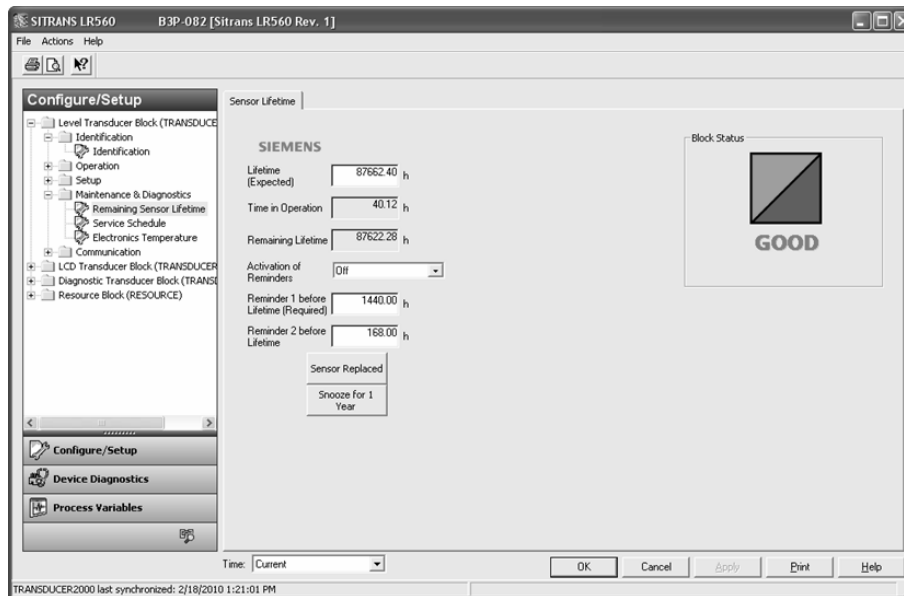 SITRANS LR560 B3P-082 [Sitrans LR560 Rev. 1]
File Actions Help
Configure/Setup
Level Transducer Block (TRANSDUCE
Identification
Identification
Operation
Setup
Maintenance & Diagnostics
Remaining Sensor Lifetime
Service Schedule
Electronics Temperature
Communication
LCD Transducer Block (TRANSDUCER
Diagnostic Transducer Block (TRANS
Resource Block (RESOURCE)
Configure/Setup
Device Diagnostics
Process Variables
Sensor Lifetime
SIEMENS
Lifetime
(Expected) 87662.40 h
Time in Operation 40.12 h
Remaining Lifetime 87622.28 h
Activation of
Reminders Off
Reminder 1 before
Lifetime (Required) 1440.00 h
Reminder 2 before
Lifetime 168.00 h
Sensor Replaced
Snooze for 1
Year
Block Status
GOOD
Time: Current
OK Cancel Apply Print Help
TRANSDUCER2000 last synchronized: 2/18/2010 1:21:01 PM